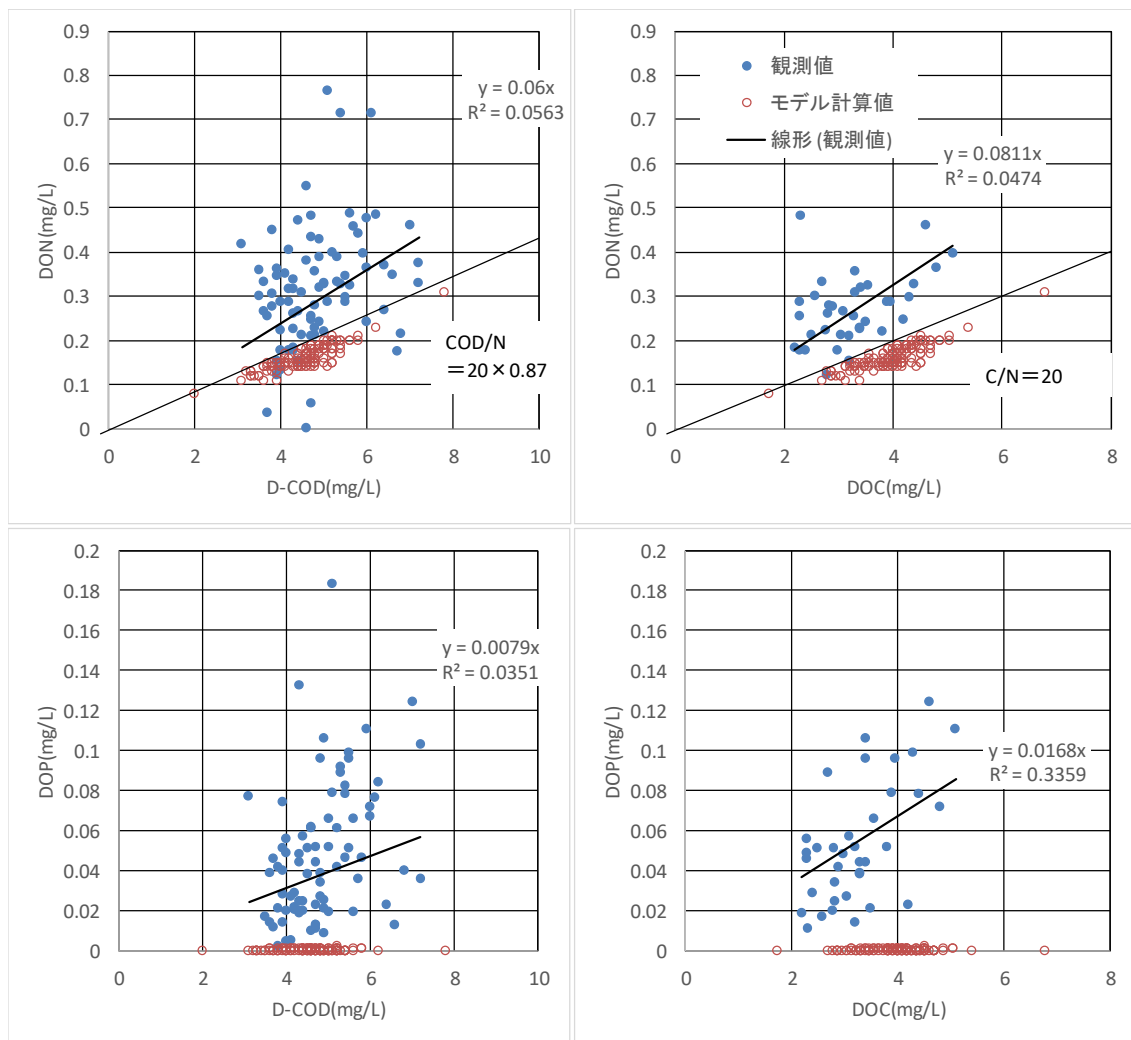 0.9
0.8
0.7
0.6
0.5
0.4
0.3
0.2
0.1
0
DON(mg/L)
y = 0.06x
R² = 0.0563
COD/N
＝20×0.87
0 2 4 6 8 10
D-COD(mg/L)
0.9
0.8
0.7
0.6
0.5
0.4
0.3
0.2
0.1
0
DON(mg/L)
観測値
モデル計算値
線形 (観測値)
y = 0.0811x
R² = 0.0474
C/N＝20
0 2 4 6 8
DOC(mg/L)
0.2
0.18
0.16
0.14
0.12
0.1
0.08
0.06
0.04
0.02
0
DOP(mg/L)
y = 0.0079x
R² = 0.0351
0 2 4 6 8 10
D-COD(mg/L)
0.2
0.18
0.16
0.14
0.12
0.1
0.08
0.06
0.04
0.02
0
DOP(mg/L)
y = 0.0168x
R² = 0.3359
0 2 4 6 8
DOC(mg/L)